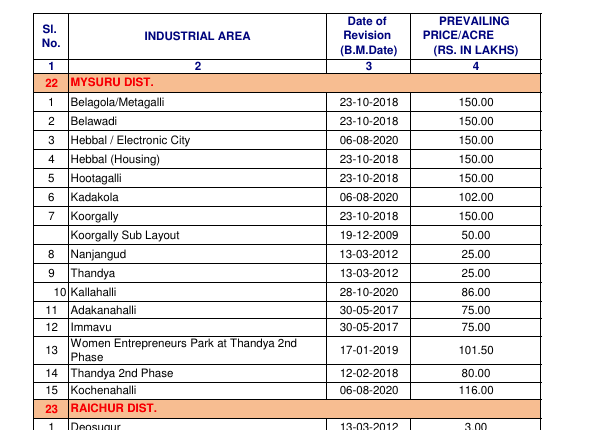 Sl. No. INDUSTRIAL AREA Date of Revision (B.M.Date) PREVAILING PRICE/ACRE (RS. IN LAKHS)
1 2 3 4
22 MYSURU DIST.
1 Belagola/Metagalli 23-10-2018 150.00
2 Belawadi 23-10-2018 150.00
3 Hebbal / Electronic City 06-08-2020 150.00
4 Hebbal (Housing) 23-10-2018 150.00
5 Hootagalli 23-10-2018 150.00
6 Kadakola 06-08-2020 102.00
7 Koorgally 23-10-2018 150.00
Koorgally Sub Layout 19-12-2009 50.00
8 Nanjangud 13-03-2012 25.00
9 Thandya 13-03-2012 25.00
10 Kallahalli 28-10-2020 86.00
11 Adakanahalli 30-05-2017 75.00
12 Immavu 30-05-2017 75.00
13 Women Entrepreneurs Park at Thandya 2nd Phase 17-01-2019 101.50
14 Thandya 2nd Phase 12-02-2018 80.00
15 Kochenahalli 06-08-2020 116.00
23 RAICHUR DIST.
1 Deosugur 13-03-2012 3.00